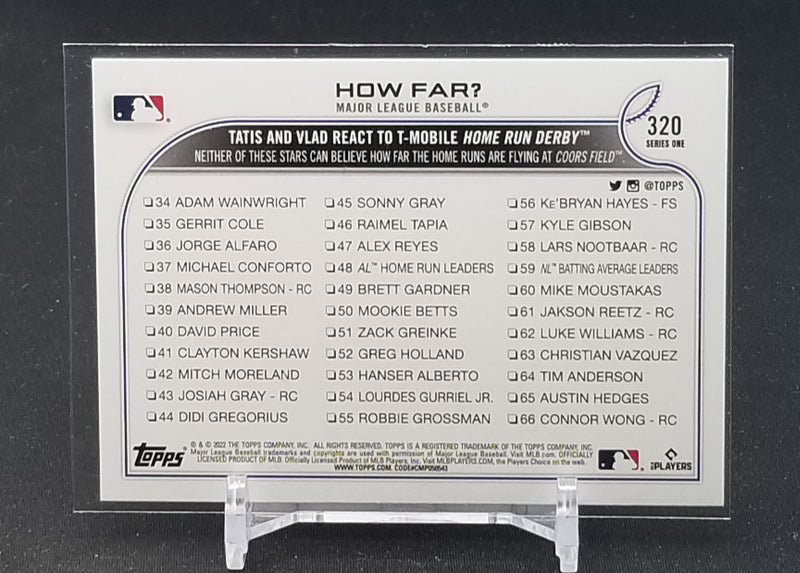 HOW FAR?
MAJOR LEAGUE BASEBALL®
320
SERIES ONE
TATIS AND VLAD REACT TO T-MOBILE HOME RUN DERBY™
NEITHER OF THESE STARS CAN BELIEVE HOW FAR THE HOME RUNS ARE FLYING AT COORS FIELD™.
@TOPPS
34 ADAM WAINWRIGHT
35 GERRIT COLE
36 JORGE ALFARO
37 MICHAEL CONFORTO
38 MASON THOMPSON - RC
39 ANDREW MILLER
40 DAVID PRICE
41 CLAYTON KERSHAW
42 MITCH MORELAND
43 JOSIAH GRAY - RC
44 DIDI GREGORIUS
45 SONNY GRAY
46 RAIMEL TAPIA
47 ALEX REYES
48 AL™ HOME RUN LEADERS
49 BRETT GARDNER
50 MOOKIE BETTS
51 ZACK GREINKE
52 GREG HOLLAND
53 HANSER ALBERTO
54 LOURDES GURRIEL JR.
55 ROBBIE GROSSMAN
56 KE'BRYAN HAYES - FS
57 KYLE GIBSON
58 LARS NOOTBAAR - RC
59 NL™ BATTING AVERAGE LEADERS
60 MIKE MOUSTAKAS
61 JAKSON REETZ - RC
62 LUKE WILLIAMS - RC
63 CHRISTIAN VAZQUEZ
64 TIM ANDERSON
65 AUSTIN HEDGES
66 CONNOR WONG - RC
Topps®
® & © 2022 THE TOPPS COMPANY, INC. ALL RIGHTS RESERVED. TOPPS IS A REGISTERED TRADEMARK OF THE TOPPS COMPANY, INC.
Major League Baseball trademarks and copyrights are used with permission of Major League Baseball. Visit MLB.com. OFFICIALLY
LICENSED PRODUCT OF MLB Players, Inc. Visit MLBPLAYERS.COM, the Players Choice on the web.
WWW.TOPPS.COM. CODE#CMP050543
MLB PLAYERS